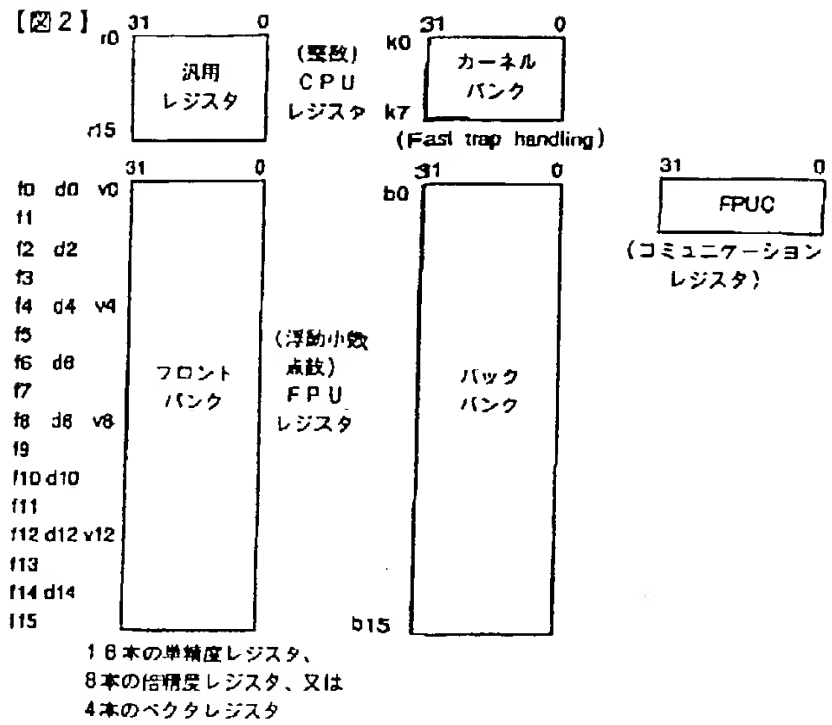 【図2】
31 0
r0
汎用
レジスタ
r15
(整数)
CPU
レジスタ
31 0
k0
カーネル
バンク
k7
(Fast trap handling)
31 0
f0 d0 v0
f1
f2 d2
f3
f4 d4 v4
f5
f6 d6
f7
f8 d8 v8
f9
f10 d10
f11
f12 d12 v12
f13
f14 d14
f15
フロント
バンク
(浮動小数
点数)
FPU
レジスタ
31 0
b0
バック
バンク
b15
31 0
FPUC
(コミュニケーション
レジスタ)
16本の単精度レジスタ、
8本の倍精度レジスタ、又は
4本のベクタレジスタ